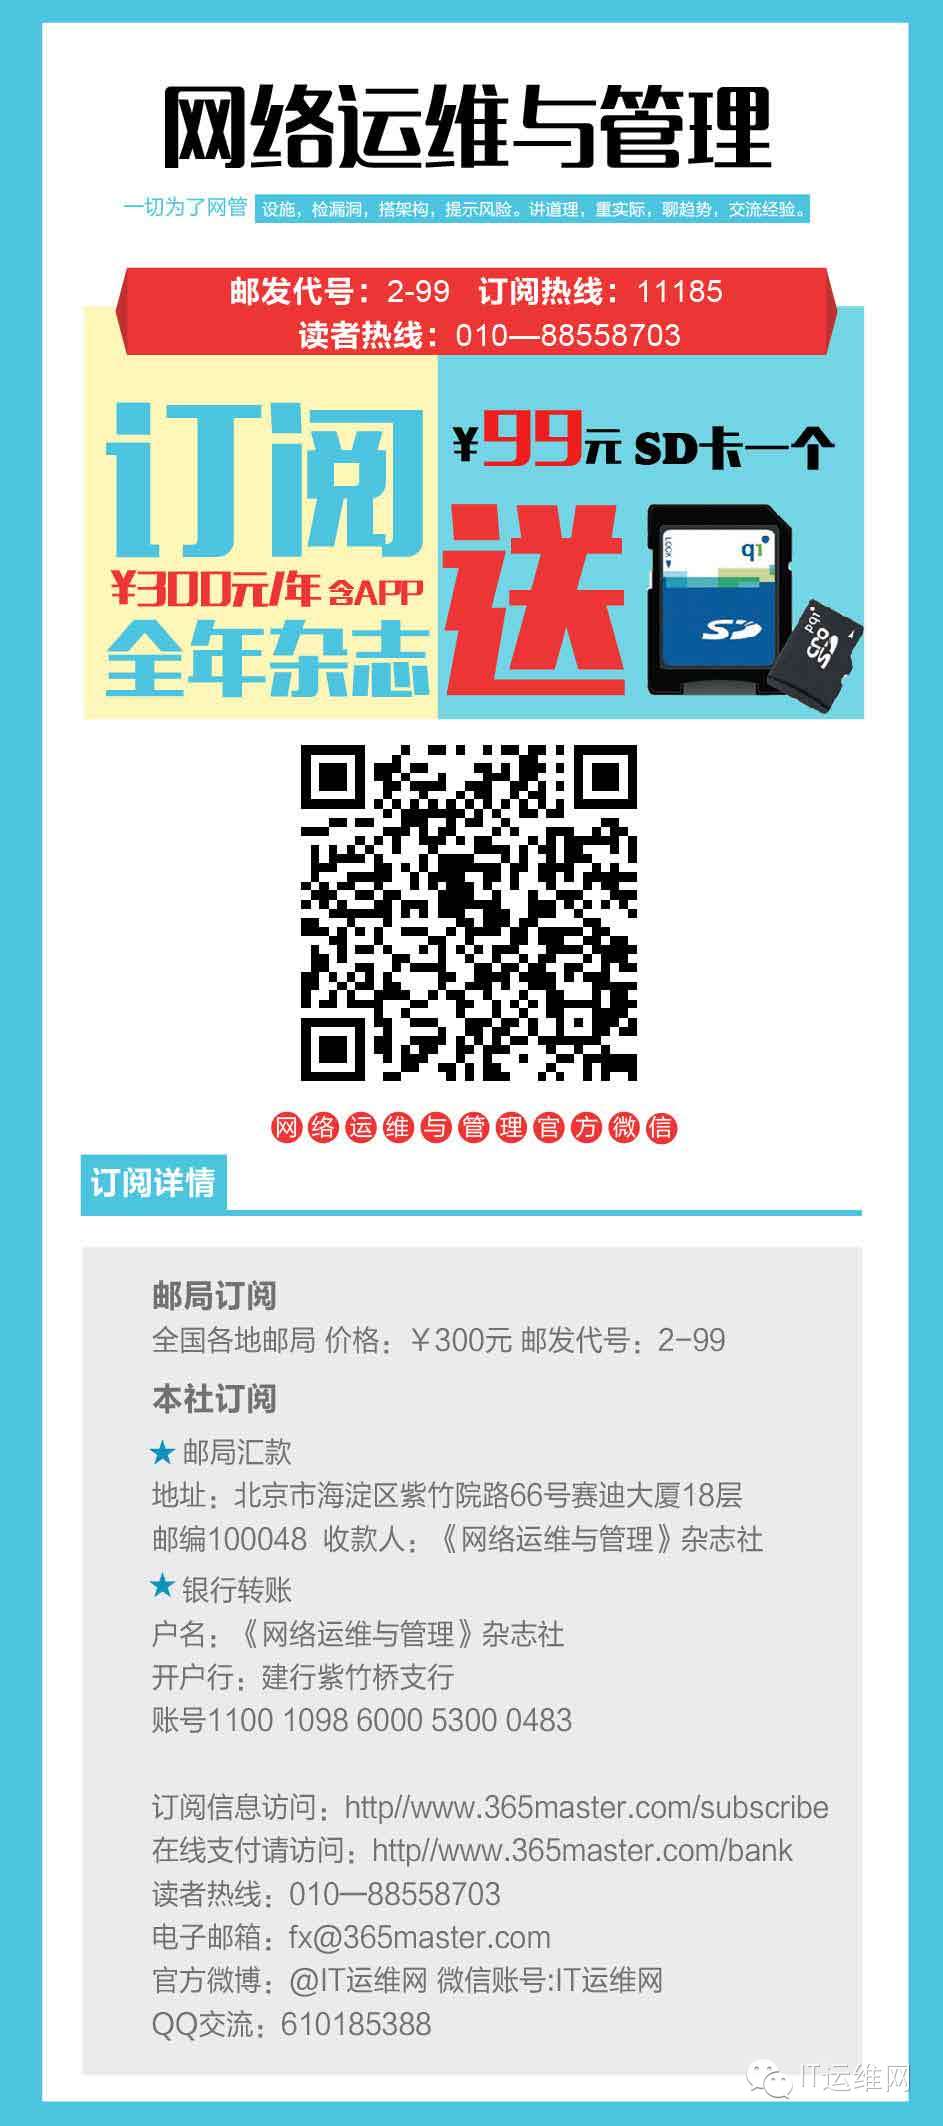 网络运维与管理
一切为了网管 设施，检漏洞，搭架构，提示风险。讲道理，重实际，聊趋势，交流经验。
邮发代号：2-99 订阅热线：11185
读者热线：010—88558703
订阅
¥300元/年 含APP
全年杂志
¥99元 SD卡一个
送
LOCK
pqi
SD
pqi
网络运维与管理官方微信
订阅详情
邮局订阅
全国各地邮局 价格：￥300元 邮发代号：2-99
本社订阅
★ 邮局汇款
地址：北京市海淀区紫竹院路66号赛迪大厦18层
邮编100048 收款人：《网络运维与管理》杂志社
★ 银行转账
户名：《网络运维与管理》杂志社
开户行：建行紫竹桥支行
账号1100 1098 6000 5300 0483
订阅信息访问：http//www.365master.com/subscribe
在线支付请访问：http//www.365master.com/bank
读者热线：010—88558703
电子邮箱：fx@365master.com
官方微博：@IT运维网 微信账号:IT运维网
QQ交流：610185388
IT运维网